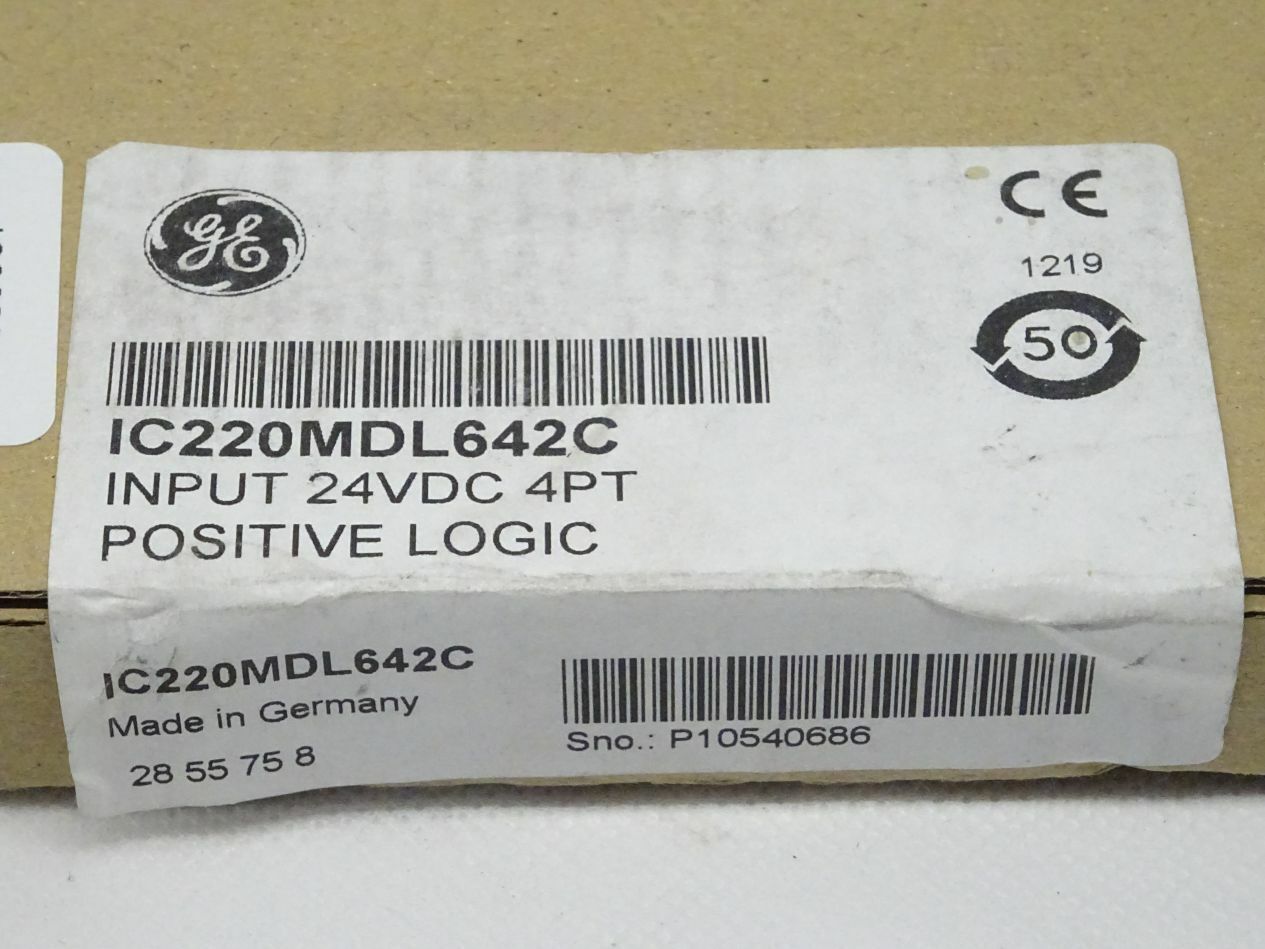 GE
CE
1219
50
IC220MDL642C
INPUT 24VDC 4PT
POSITIVE LOGIC
IC220MDL642C
Made in Germany
28 55 75 8
Sno.: P10540686